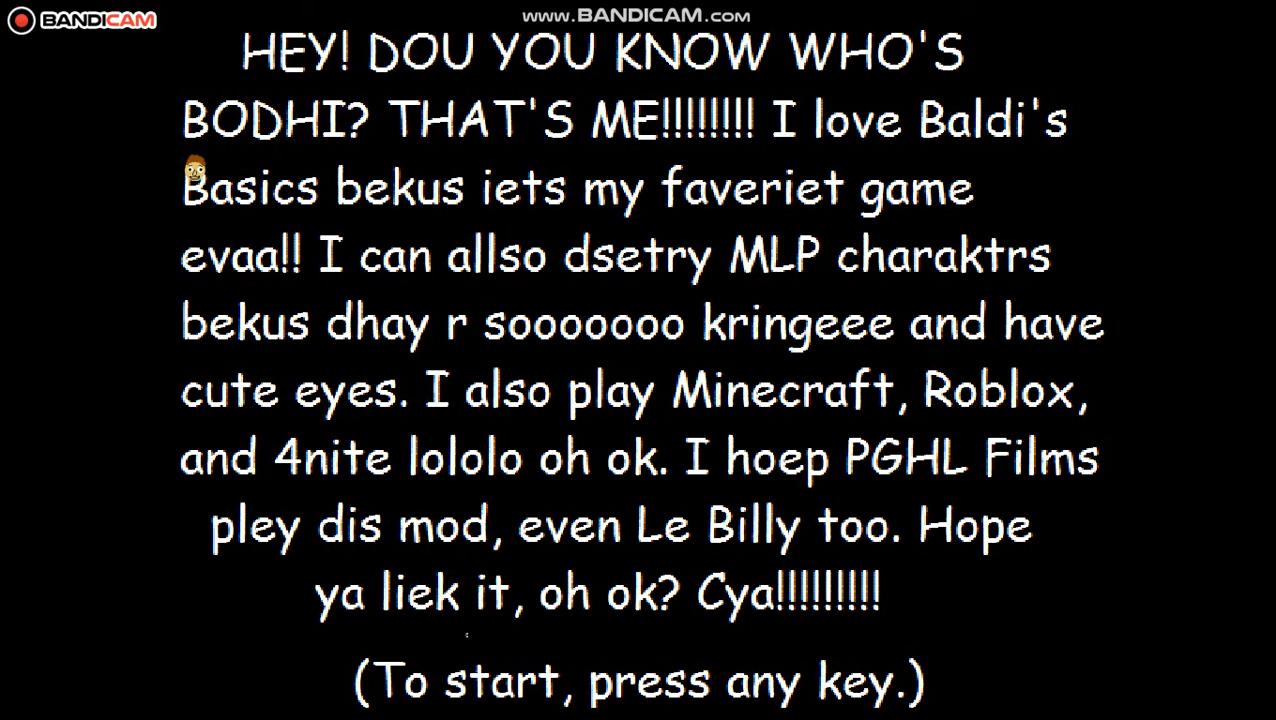 BANDICAM
www.BANDICAM.com
HEY! DOU YOU KNOW WHO'S
BODHI? THAT'S ME!!!!!!!! I love Baldi's
Basics bekus iets my faveriet game
evaa!! I can allso dsetry MLP charaktrs
bekus dhay r sooooooo kringeee and have
cute eyes. I also play Minecraft, Roblox,
and 4nite lololo oh ok. I hoep PGHL Films
pley dis mod, even Le Billy too. Hope
ya liek it, oh ok? Cya!!!!!!!!!
(To start, press any key.)